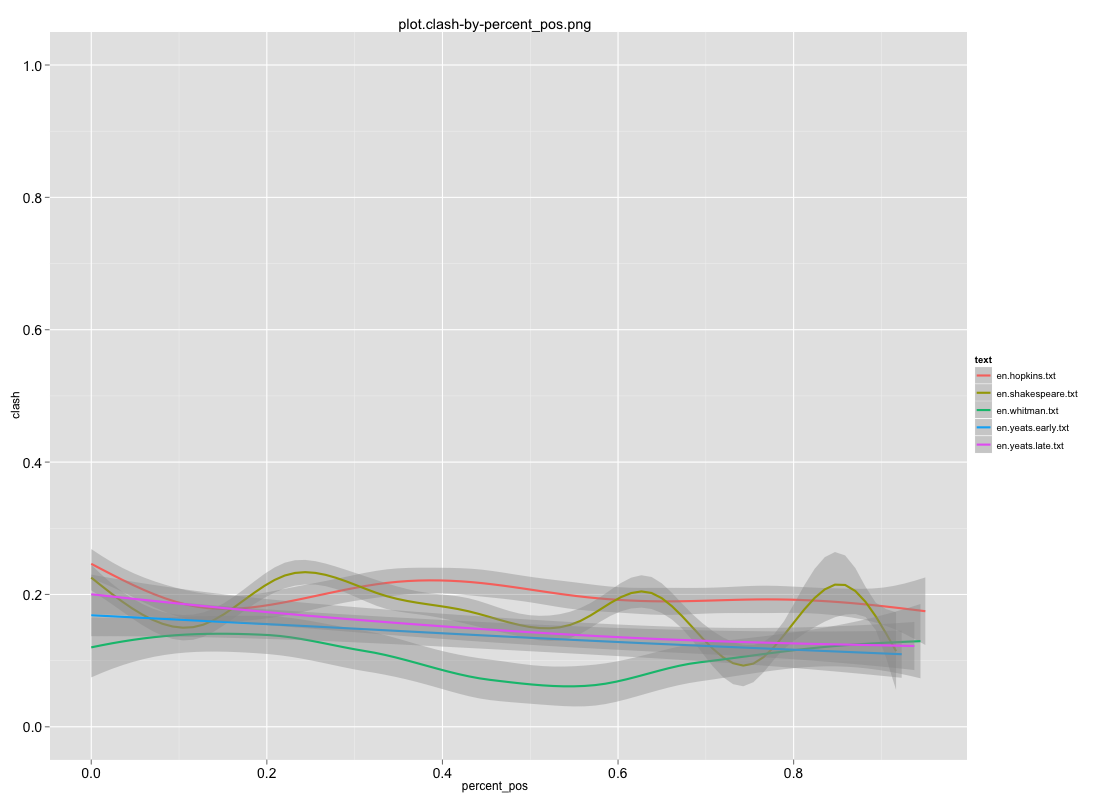 plot.clash-by-percent_pos.png
1.0
0.8
0.6
0.4
0.2
0.0
clash
0.0 0.2 0.4 0.6 0.8
percent_pos
text
en.hopkins.txt
en.shakespeare.txt
en.whitman.txt
en.yeats.early.txt
en.yeats.late.txt